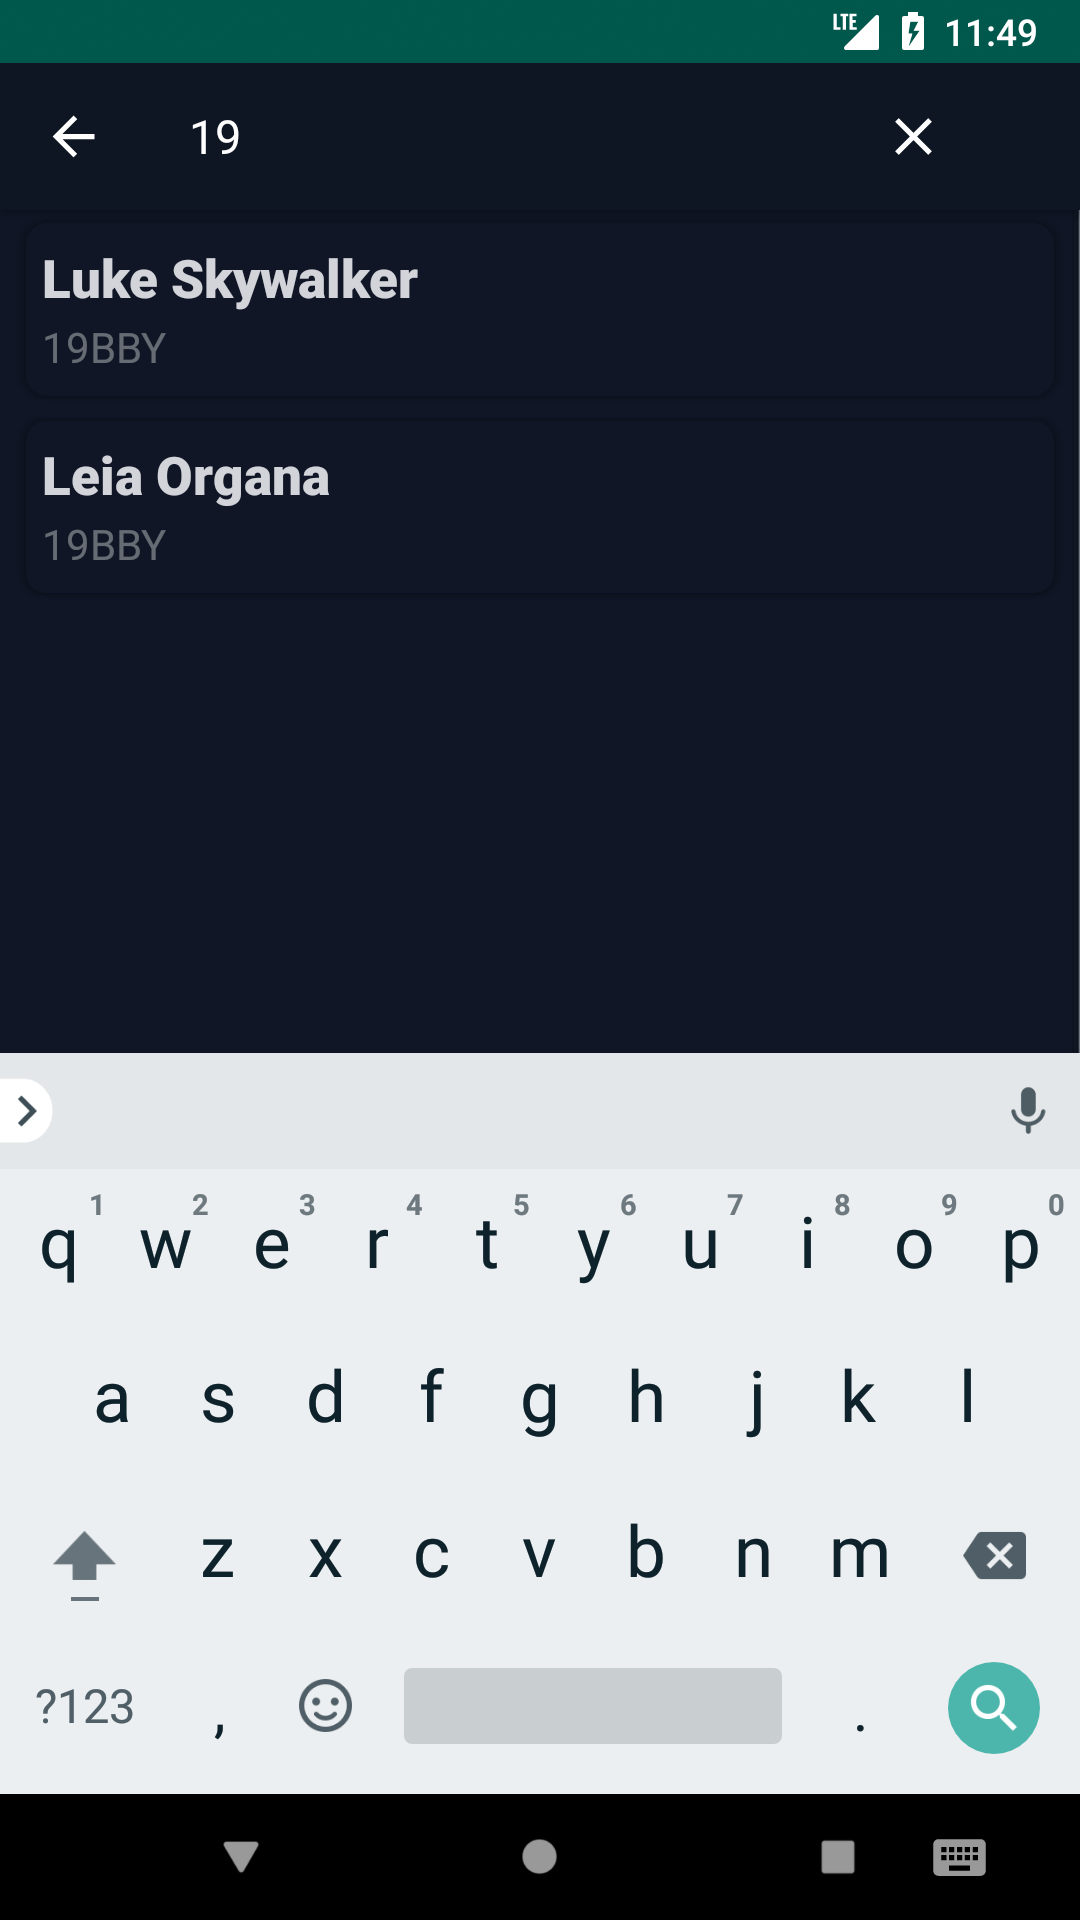 LTE 11:49
19
Luke Skywalker
19BBY
Leia Organa
19BBY
1 2 3 4 5 6 7 8 9 0
q w e r t y u i o p
a s d f g h j k l
z x c v b n m
?123 , .